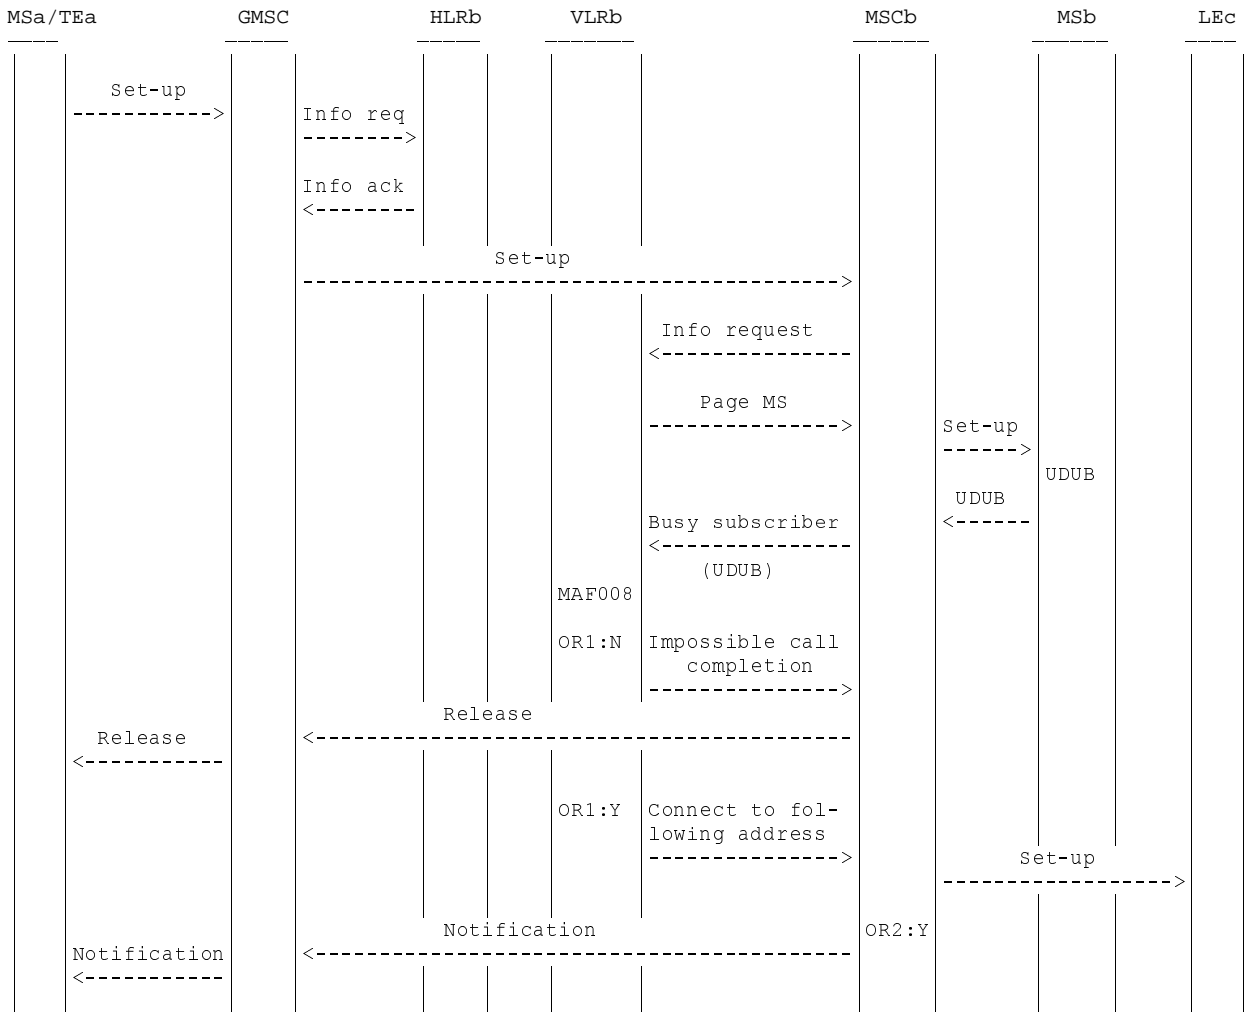 MSa/TEa GMSC HLRb VLRb MSCb MSb LEc
Set-up
Info req
Info ack
Set-up
Info request
Page MS
Set-up
UDUB
UDUB
Busy subscriber
(UDUB)
MAF008
OR1:N Impossible call
completion
Release
Release
OR1:Y Connect to fol-
lowing address
Set-up
Notification OR2:Y
Notification